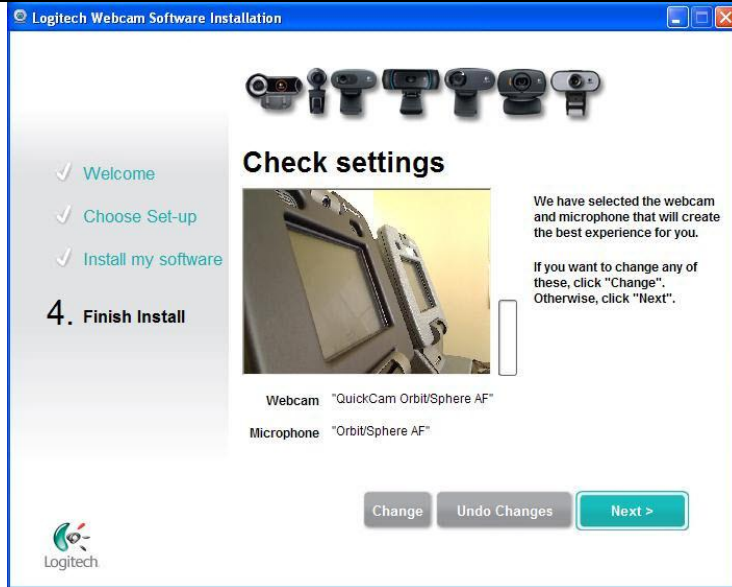 Logitech Webcam Software Installation
Check settings
Welcome
Choose Set-up
Install my software
4. Finish Install
We have selected the webcam
and microphone that will create
the best experience for you.
If you want to change any of
these, click "Change".
Otherwise, click "Next".
Webcam "QuickCam Orbit/Sphere AF"
Microphone "Orbit/Sphere AF"
Change
Undo Changes
Next >
Logitech